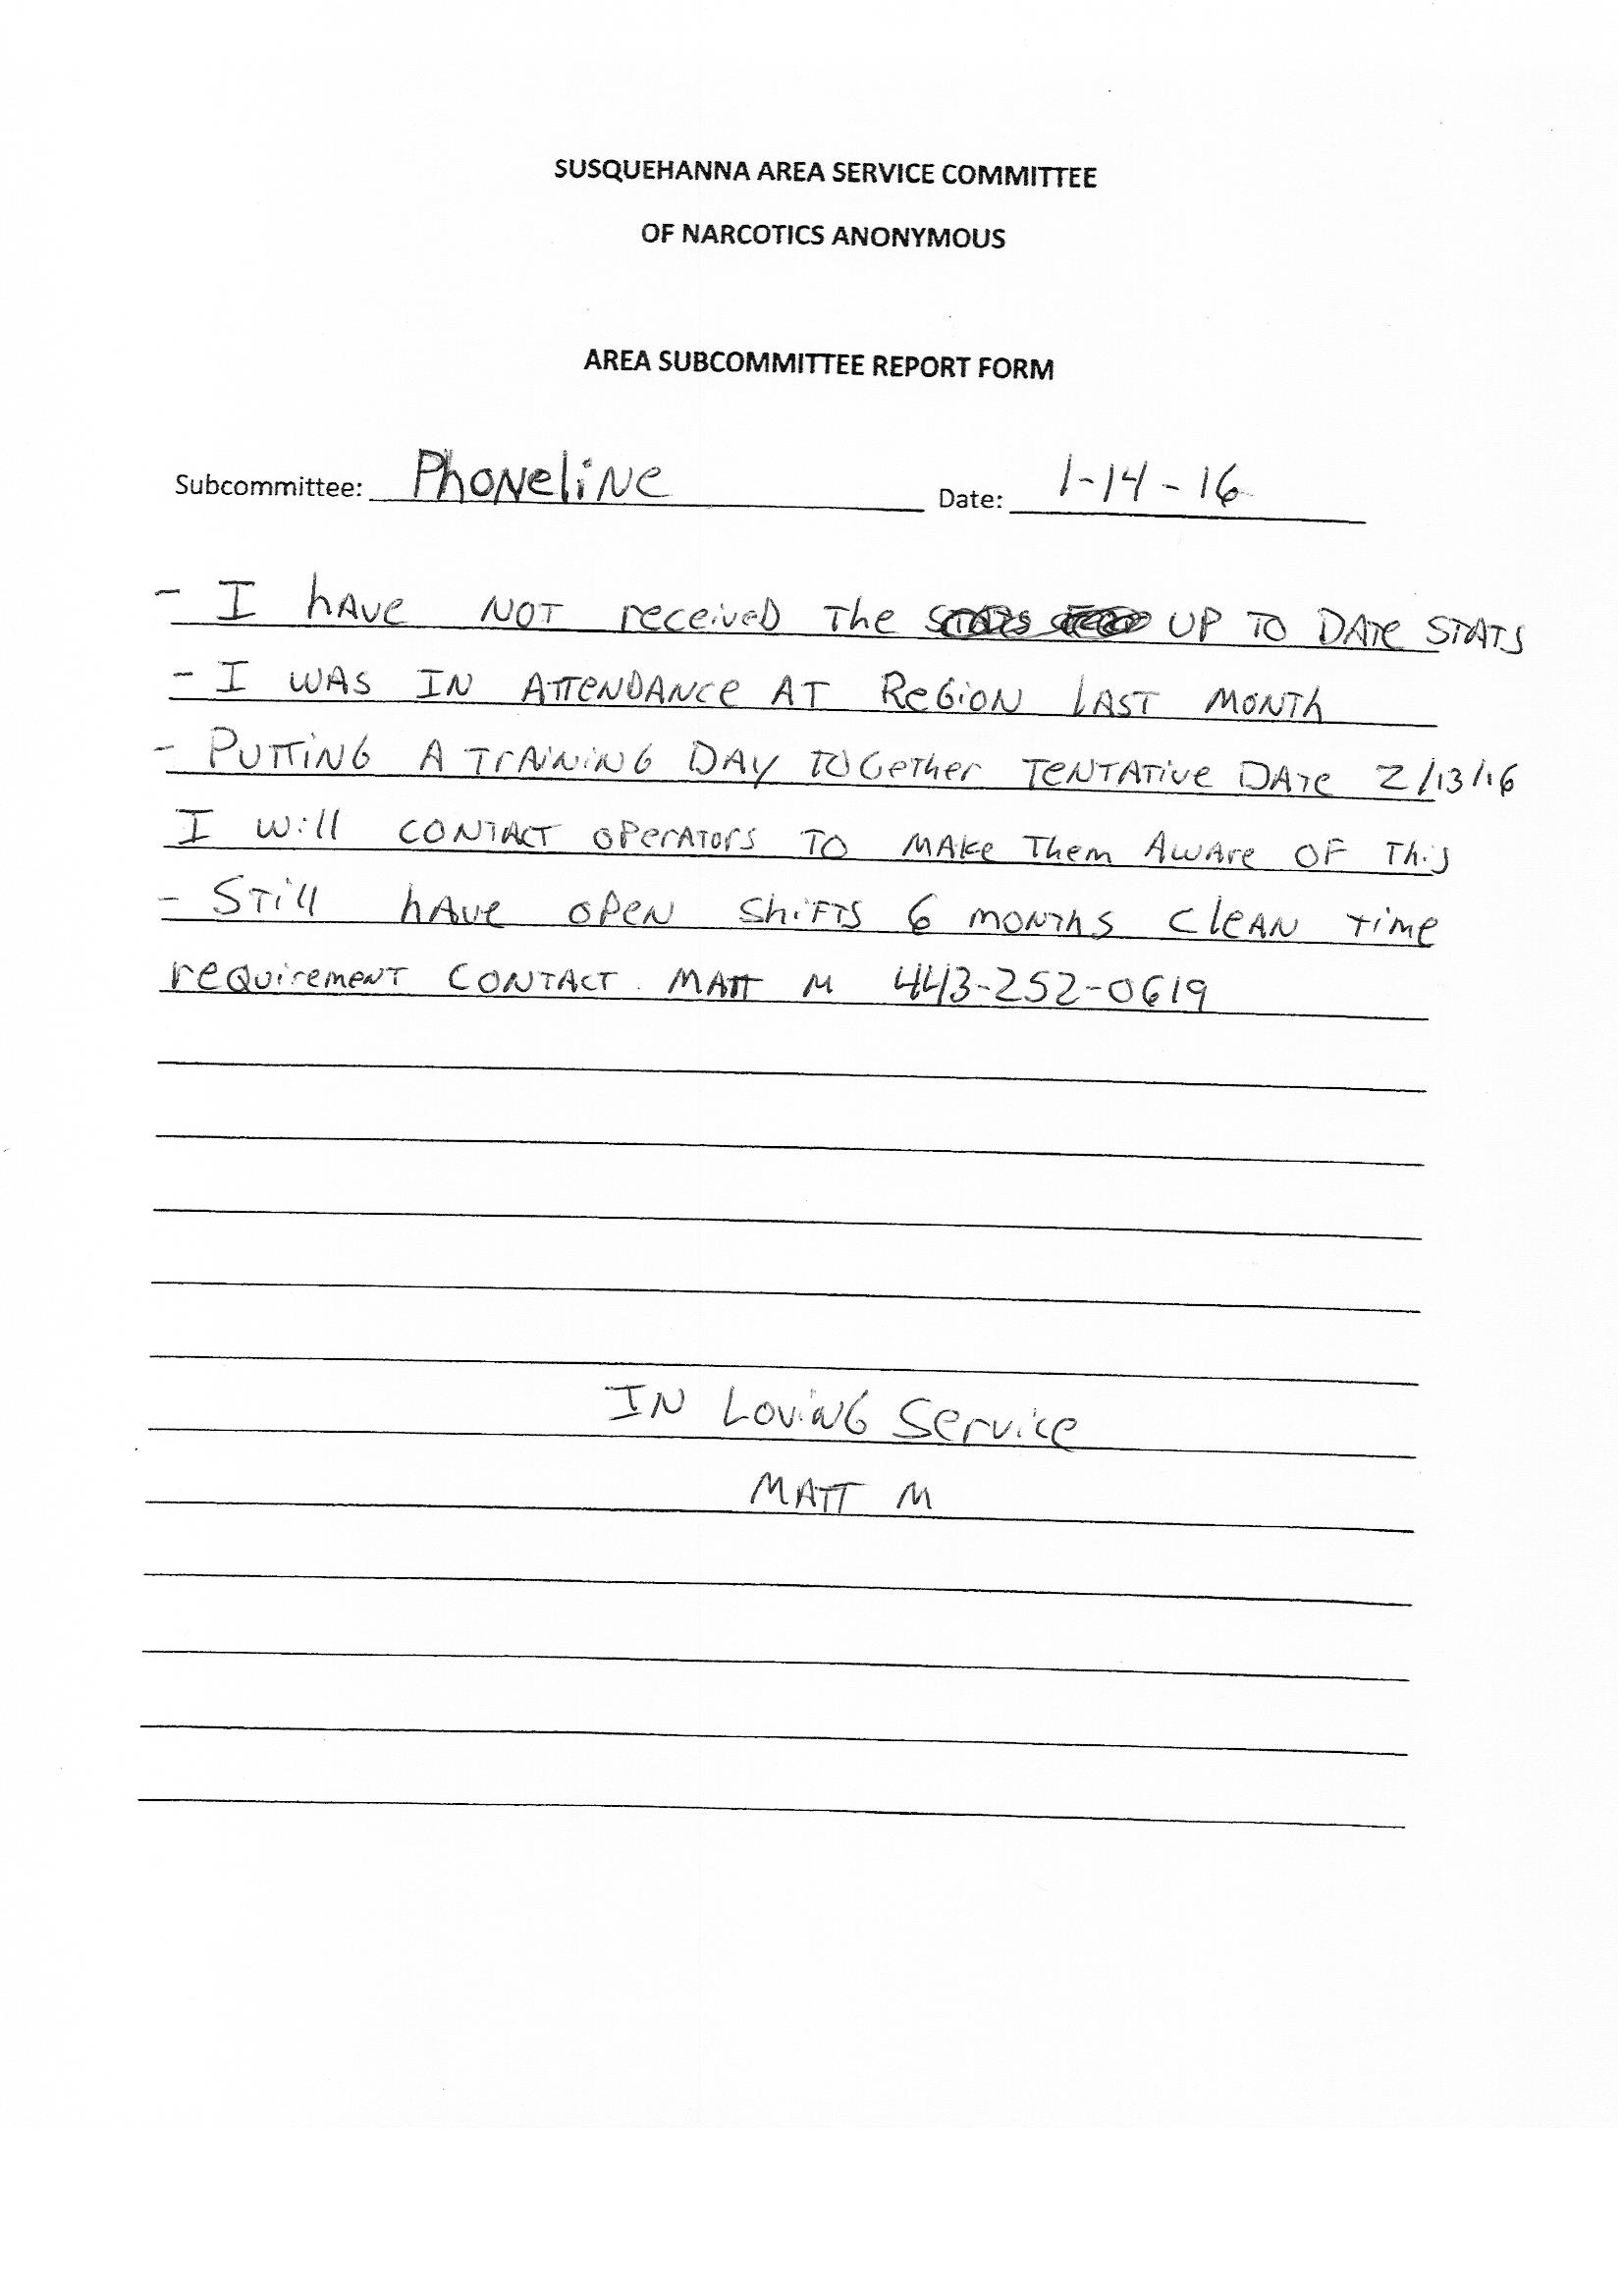 SUSQUEHANNA AREA SERVICE COMMITTEE
OF NARCOTICS ANONYMOUS
AREA SUBCOMMITTEE REPORT FORM
Subcommittee: Phoneline Date: 1-14-16
- I have NOT received The UP TO DATE STATS
- I WAS IN ATTENDANCE AT REGION LAST MONTh
- PUTTING A TRAINING DAY TOGETHER TENTATIVE DATE 2/13/16
I will CONTACT OPERATORS TO MAKE Them AWARE OF This
- STill hAVE OPEN ShiFTS 6 MONThS CLEAN TIME
requirement CONTACT MATT M 443-252-0619
IN LOVING Service
MATT M